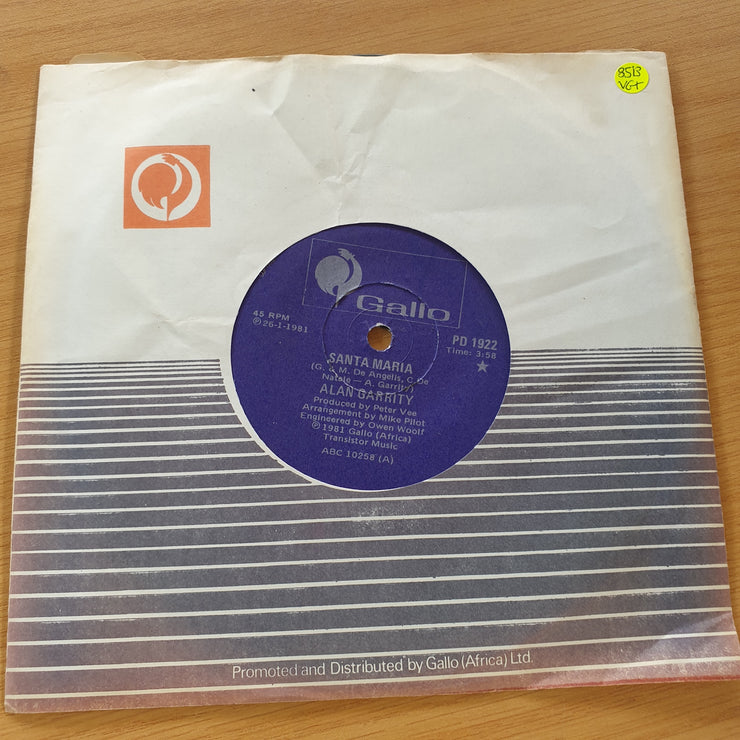 8513
VG+
Gallo
45 RPM
℗26-1-1981
PD 1922
Time: 3:58
SANTA MARIA
(G. & M. De Angelis, C. De
Natale — A. Garrity)
ALAN GARRITY
Produced by Peter Vee
Arrangement by Mike Pilot
Engineered by Owen Woolf
℗ 1981 Gallo (Africa)
Transistor Music
ABC 10258 (A)
Promoted and Distributed by Gallo (Africa) Ltd.